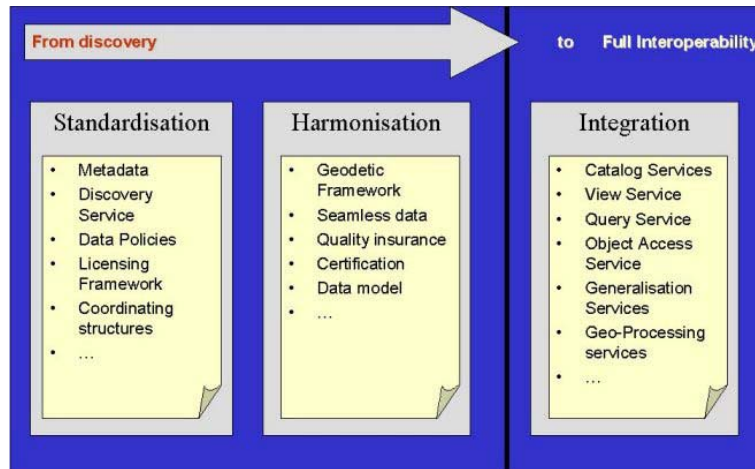 From discovery to Full Interoperability
Standardisation
• Metadata
• Discovery
Service
• Data Policies
• Licensing
Framework
• Coordinating
structures
• ...
Harmonisation
• Geodetic
Framework
• Seamless data
• Quality insurance
• Certification
• Data model
• ...
Integration
• Catalog Services
• View Service
• Query Service
• Object Access
Service
• Generalisation
Services
• Geo-Processing
services
• ...